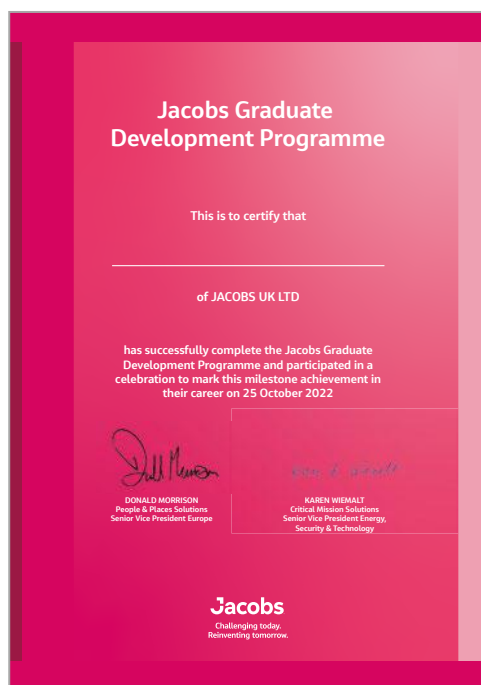 Jacobs Graduate
Development Programme
This is to certify that
of JACOBS UK LTD
has successfully complete the Jacobs Graduate
Development Programme and participated in a
celebration to mark this milestone achievement in
their career on 25 October 2022
DONALD MORRISON
People & Places Solutions
Senior Vice President Europe
KAREN WIEMALT
Critical Mission Solutions
Senior Vice President Energy,
Security & Technology
Jacobs
Challenging today.
Reinventing tomorrow.